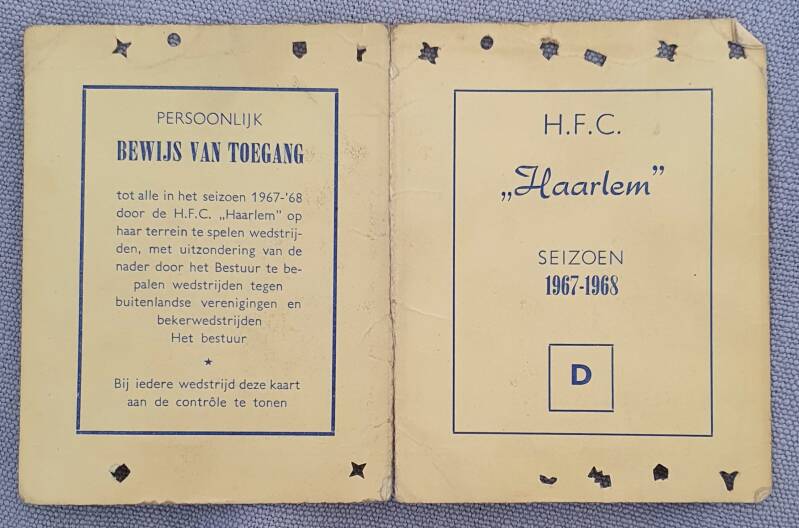 PERSOONLIJK
BEWIJS VAN TOEGANG
tot alle in het seizoen 1967-'68
door de H.F.C. „Haarlem” op
haar terrein te spelen wedstrij-
den, met uitzondering van de
nader door het Bestuur te be-
palen wedstrijden tegen
buitenlandse verenigingen en
bekerwedstrijden
Het bestuur
★
Bij iedere wedstrijd deze kaart
aan de contrôle te tonen
H.F.C.
„Haarlem”
SEIZOEN
1967-1968
D